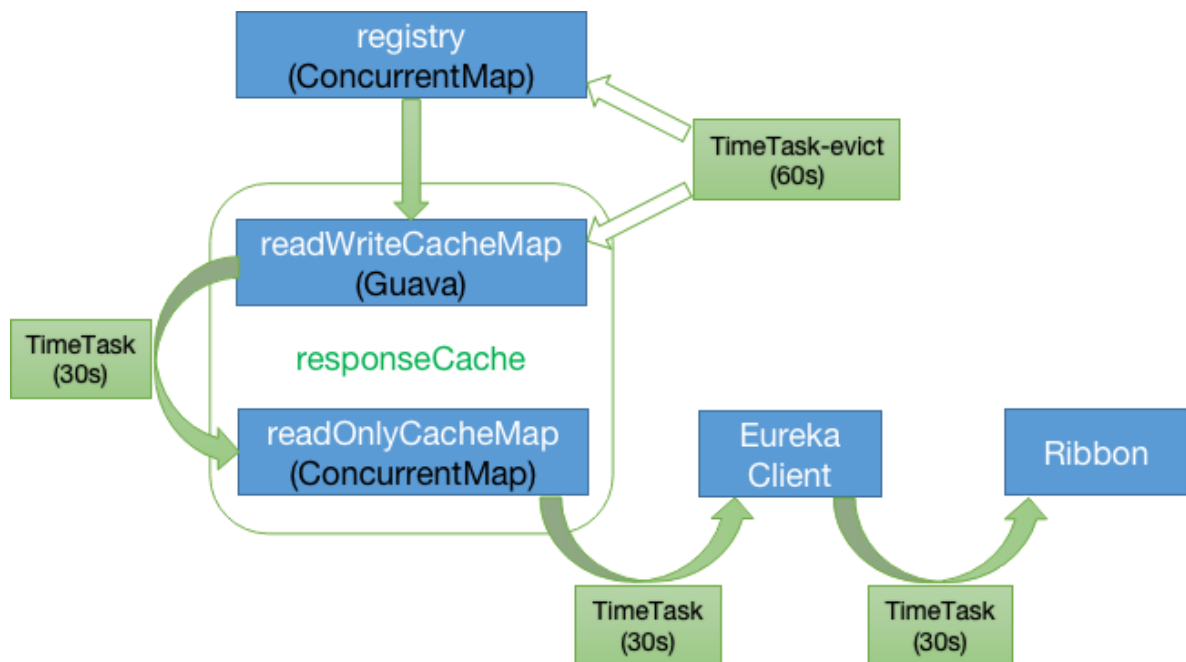 registry
(ConcurrentMap)
TimeTask-evict
(60s)
readWriteCacheMap
(Guava)
TimeTask
(30s)
responseCache
readOnlyCacheMap
(ConcurrentMap)
Eureka
Client
Ribbon
TimeTask
(30s)
TimeTask
(30s)